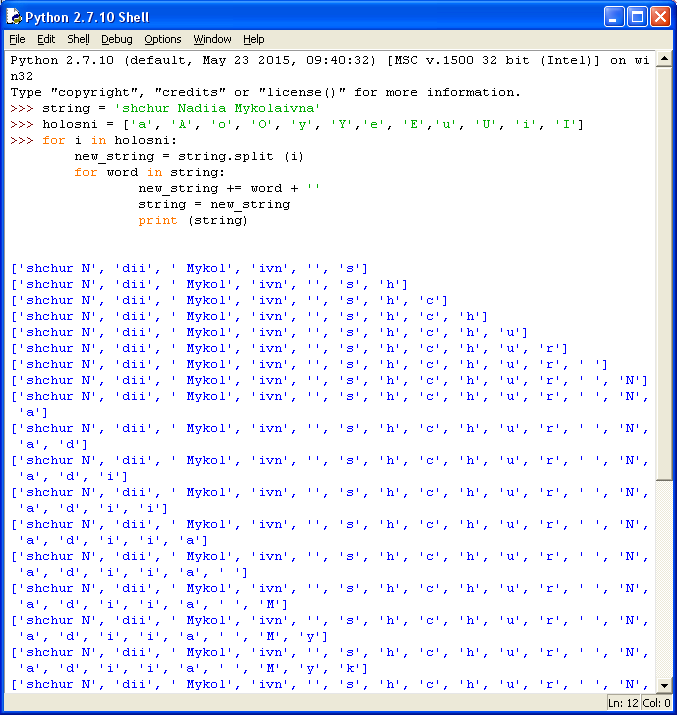 Python 2.7.10 Shell
File Edit Shell Debug Options Window Help
Python 2.7.10 (default, May 23 2015, 09:40:32) [MSC v.1500 32 bit (Intel)] on wi
n32
Type "copyright", "credits" or "license()" for more information.
>>> string = 'shchur Nadiia Mykolaivna'
>>> holosni = ['a', 'A', 'o', 'O', 'y', 'Y','e', 'E','u', 'U', 'i', 'I']
>>> for i in holosni:
        new_string = string.split (i)
        for word in string:
                new_string += word + ''
                string = new_string
                print (string)
['shchur N', 'dii', ' Mykol', 'ivn', '', 's']
['shchur N', 'dii', ' Mykol', 'ivn', '', 's', 'h']
['shchur N', 'dii', ' Mykol', 'ivn', '', 's', 'h', 'c']
['shchur N', 'dii', ' Mykol', 'ivn', '', 's', 'h', 'c', 'h']
['shchur N', 'dii', ' Mykol', 'ivn', '', 's', 'h', 'c', 'h', 'u']
['shchur N', 'dii', ' Mykol', 'ivn', '', 's', 'h', 'c', 'h', 'u', 'r']
['shchur N', 'dii', ' Mykol', 'ivn', '', 's', 'h', 'c', 'h', 'u', 'r', ' ']
['shchur N', 'dii', ' Mykol', 'ivn', '', 's', 'h', 'c', 'h', 'u', 'r', ' ', 'N']
['shchur N', 'dii', ' Mykol', 'ivn', '', 's', 'h', 'c', 'h', 'u', 'r', ' ', 'N',
 'a']
['shchur N', 'dii', ' Mykol', 'ivn', '', 's', 'h', 'c', 'h', 'u', 'r', ' ', 'N',
 'a', 'd']
['shchur N', 'dii', ' Mykol', 'ivn', '', 's', 'h', 'c', 'h', 'u', 'r', ' ', 'N',
 'a', 'd', 'i']
['shchur N', 'dii', ' Mykol', 'ivn', '', 's', 'h', 'c', 'h', 'u', 'r', ' ', 'N',
 'a', 'd', 'i', 'i']
['shchur N', 'dii', ' Mykol', 'ivn', '', 's', 'h', 'c', 'h', 'u', 'r', ' ', 'N',
 'a', 'd', 'i', 'i', 'a']
['shchur N', 'dii', ' Mykol', 'ivn', '', 's', 'h', 'c', 'h', 'u', 'r', ' ', 'N',
 'a', 'd', 'i', 'i', 'a', ' ']
['shchur N', 'dii', ' Mykol', 'ivn', '', 's', 'h', 'c', 'h', 'u', 'r', ' ', 'N',
 'a', 'd', 'i', 'i', 'a', ' ', 'M']
['shchur N', 'dii', ' Mykol', 'ivn', '', 's', 'h', 'c', 'h', 'u', 'r', ' ', 'N',
 'a', 'd', 'i', 'i', 'a', ' ', 'M', 'y']
['shchur N', 'dii', ' Mykol', 'ivn', '', 's', 'h', 'c', 'h', 'u', 'r', ' ', 'N',
 'a', 'd', 'i', 'i', 'a', ' ', 'M', 'y', 'k']
['shchur N', 'dii', ' Mykol', 'ivn', '', 's', 'h', 'c', 'h', 'u', 'r', ' ', 'N',
Ln: 12 Col: 0